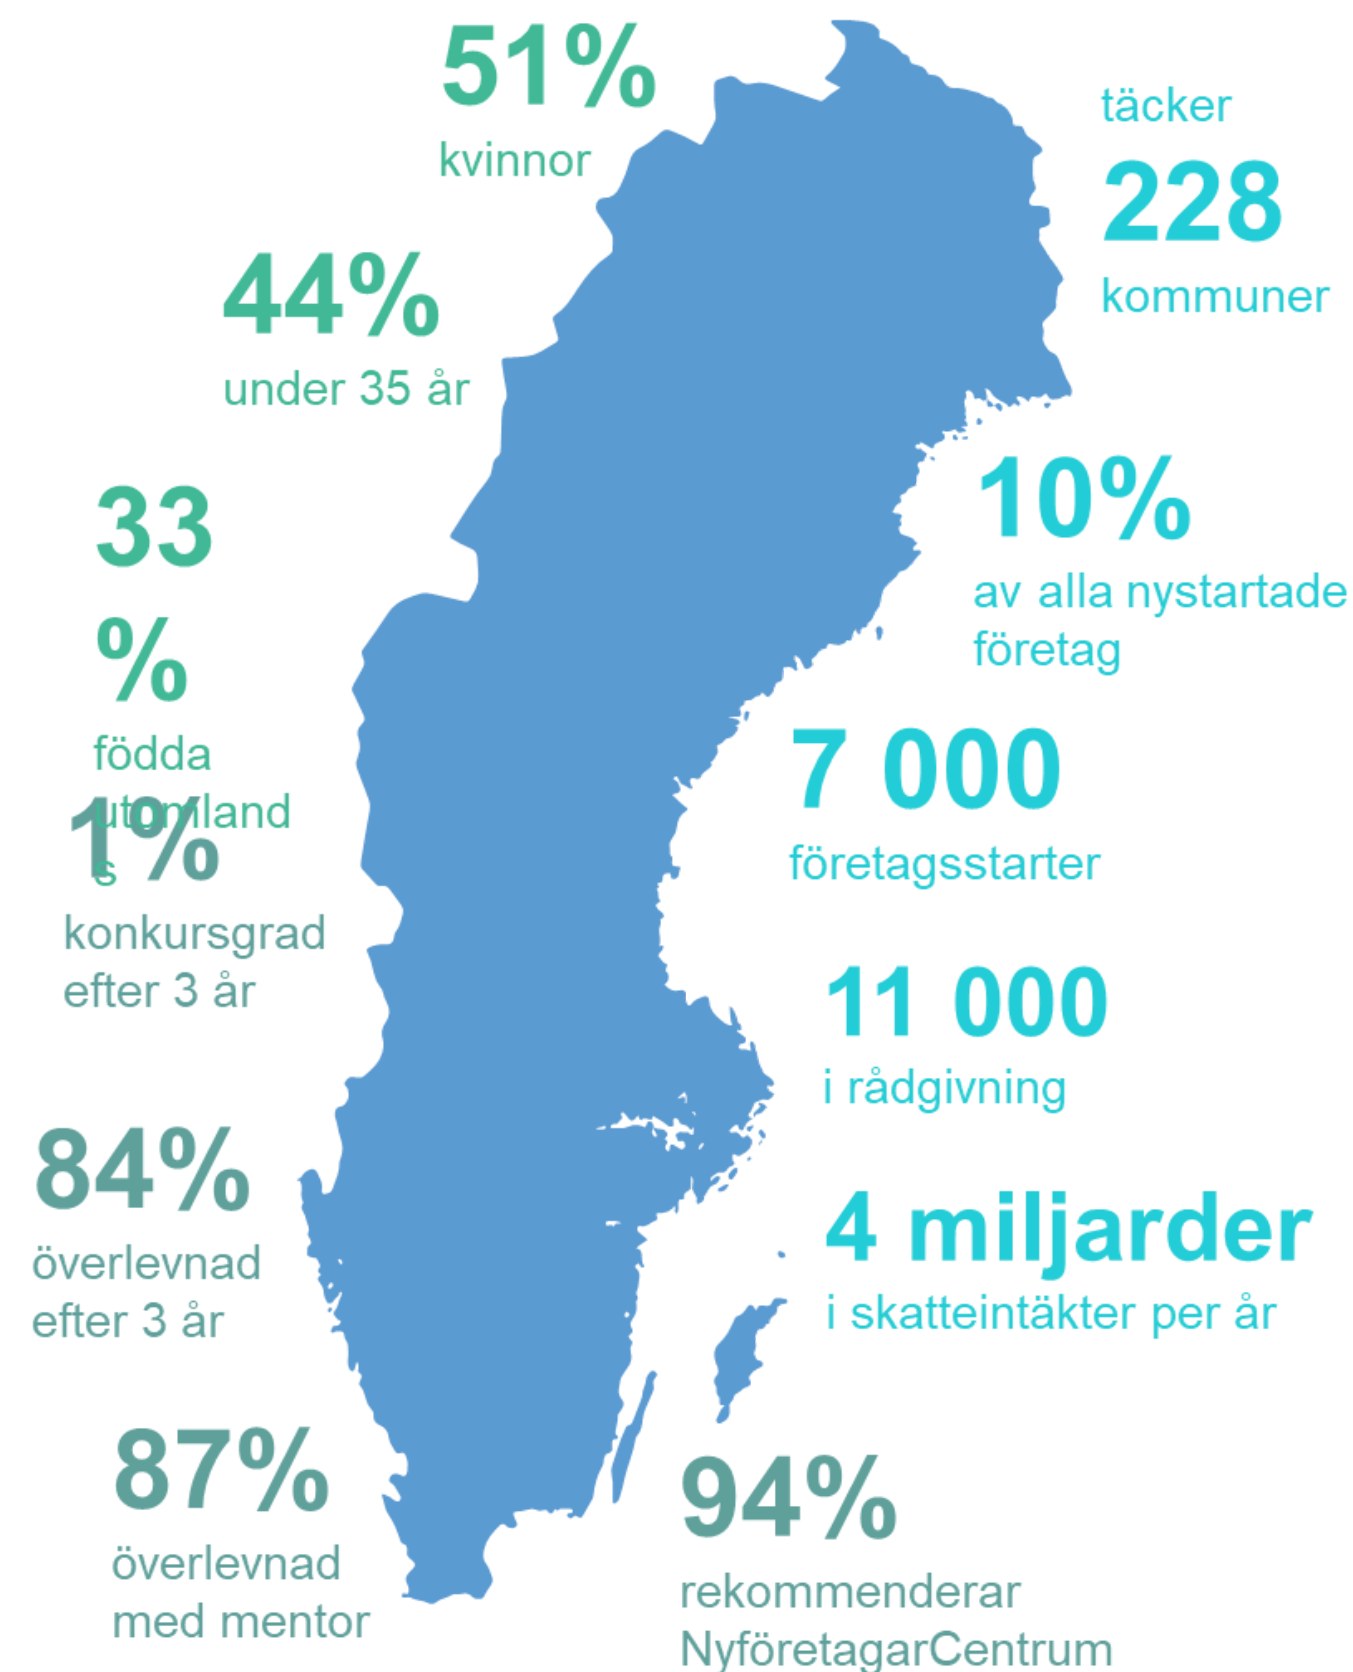 51%
kvinnor
44%
under 35 år
33
%
födda
utomland
s
1%
konkursgrad
efter 3 år
84%
överlevnad
efter 3 år
87%
överlevnad
med mentor
täcker
228
kommuner
10%
av alla nystartade
företag
7 000
företagsstarter
11 000
i rådgivning
4 miljarder
i skatteintäkter per år
94%
rekommenderar
NyföretagarCentrum